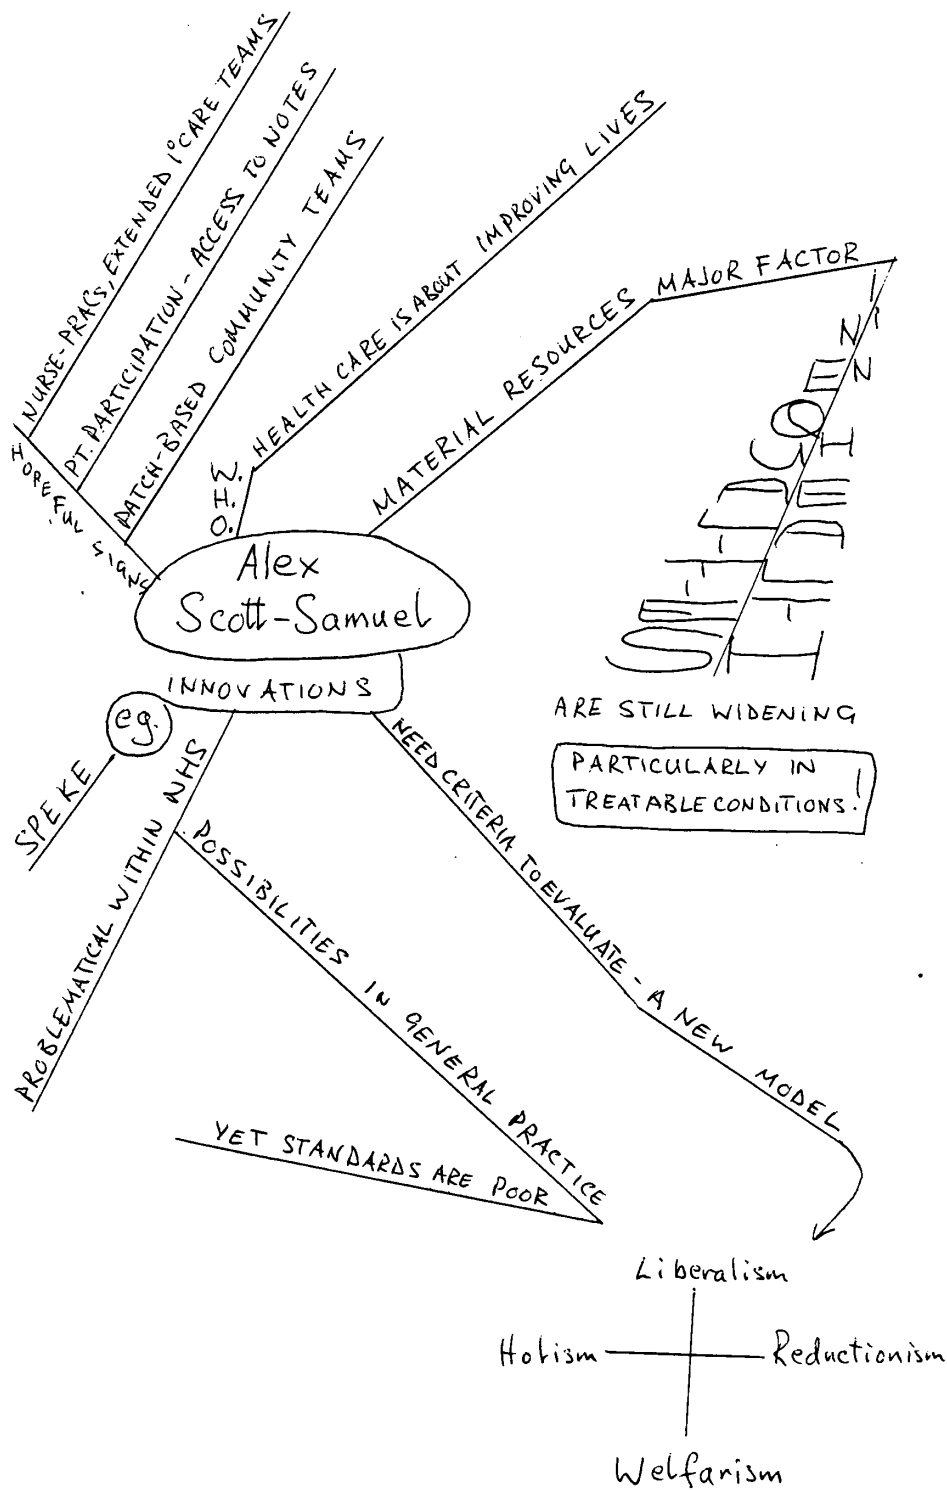 NURSE-PRACS, EXTENDED 1° CARE TEAMS
PT. PARTICIPATION - ACCESS TO NOTES
PATCH-BASED COMMUNITY TEAMS
HOPEFUL SIGNS
W.H.O.
HEALTH CARE IS ABOUT IMPROVING LIVES
MATERIAL RESOURCES
MAJOR FACTOR
INEQUALITIES
IN HEALTH
ARE STILL WIDENING
PARTICULARLY IN
TREATABLE CONDITIONS!
Alex
Scott-Samuel
INNOVATIONS
eg.
SPEKE
PROBLEMATICAL WITHIN NHS
POSSIBILITIES IN GENERAL PRACTICE
YET STANDARDS ARE POOR
NEED CRITERIA TO EVALUATE - A NEW MODEL
Liberalism
Holism
Reductionism
Welfarism